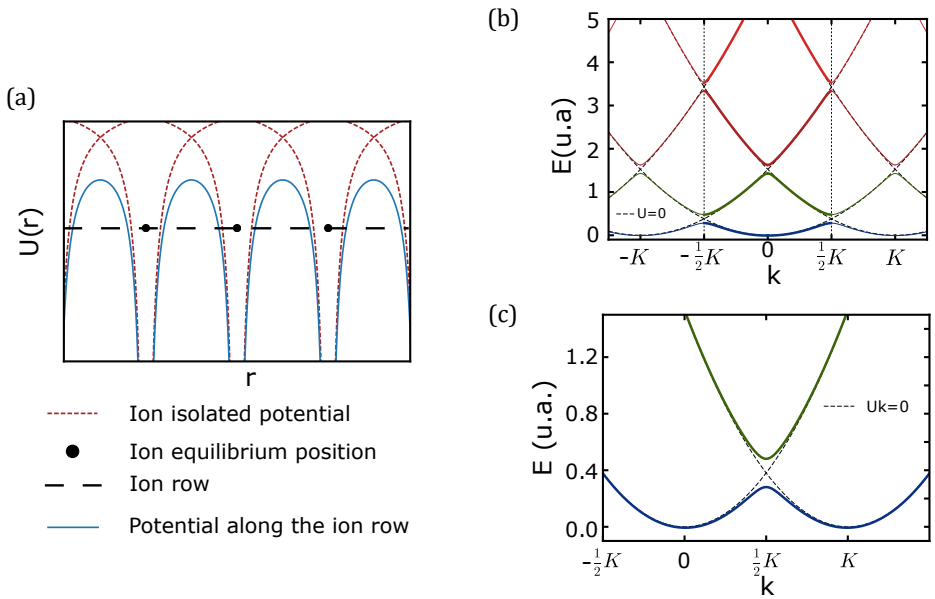 (a)
U(r)
r
Ion isolated potential
Ion equilibrium position
Ion row
Potential along the ion row
(b)
E(u.a)
5
4
3
2
1
0
U=0
-K
-½K
0
½K
K
k
(c)
E (u.a.)
1.2
0.8
0.4
0.0
Uk=0
-½K
0
½K
K
k